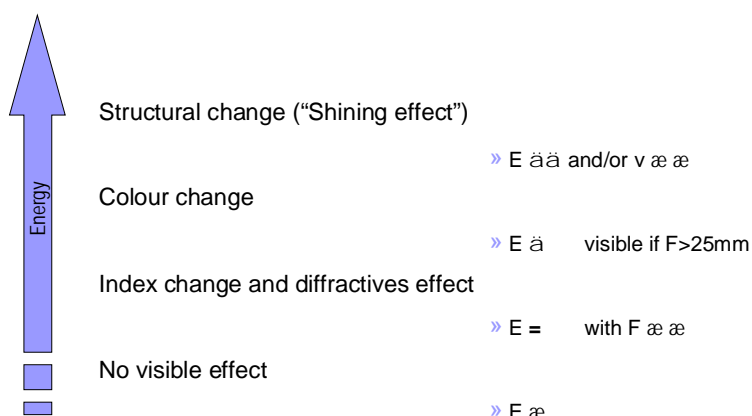 Structural change (“Shining effect”)
» E ää and/or v æ æ
Colour change
Energy
» E ä visible if F>25mm
Index change and diffractives effect
» E = with F æ æ
No visible effect
» E æ